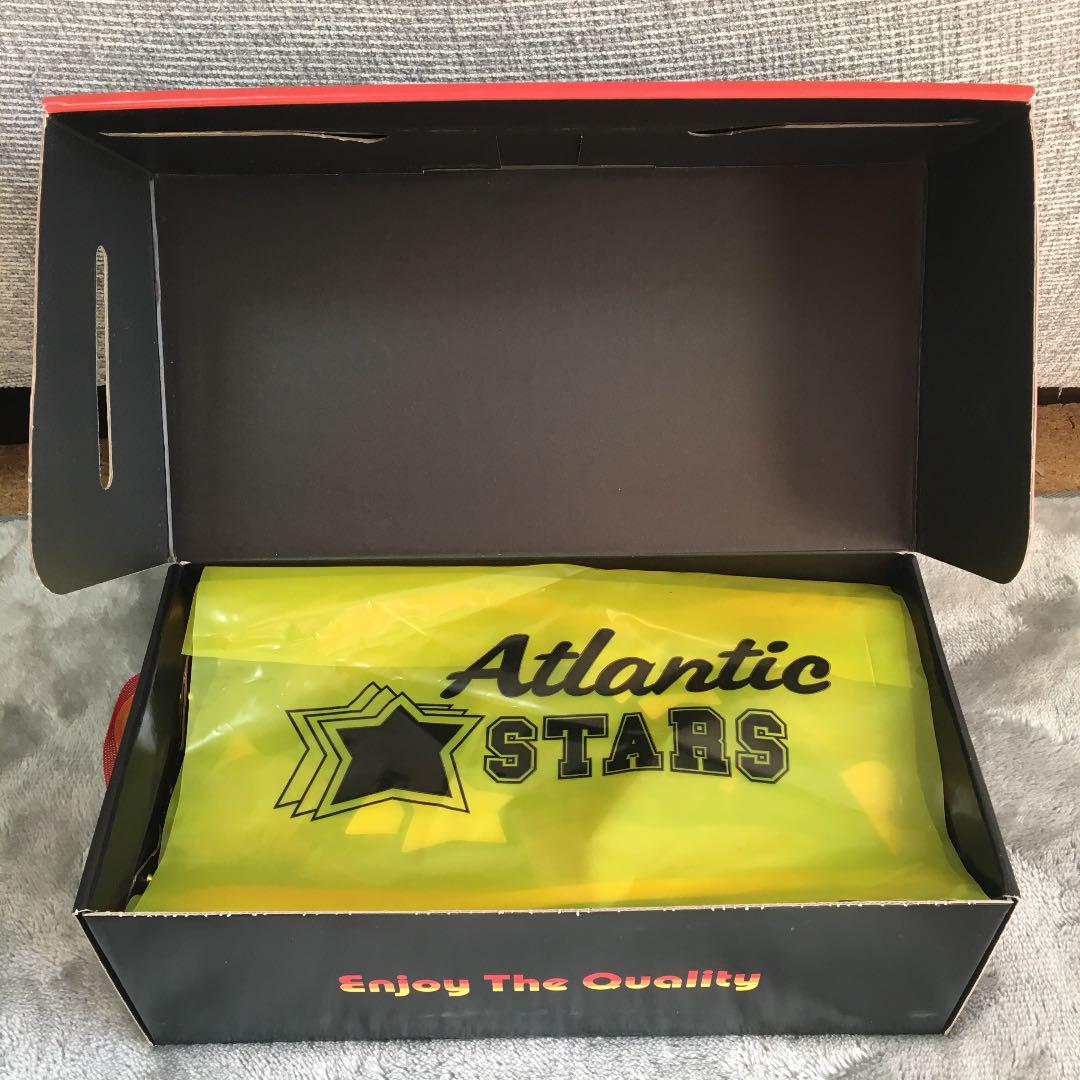 Atlantic
STARS
Enjoy The Quality